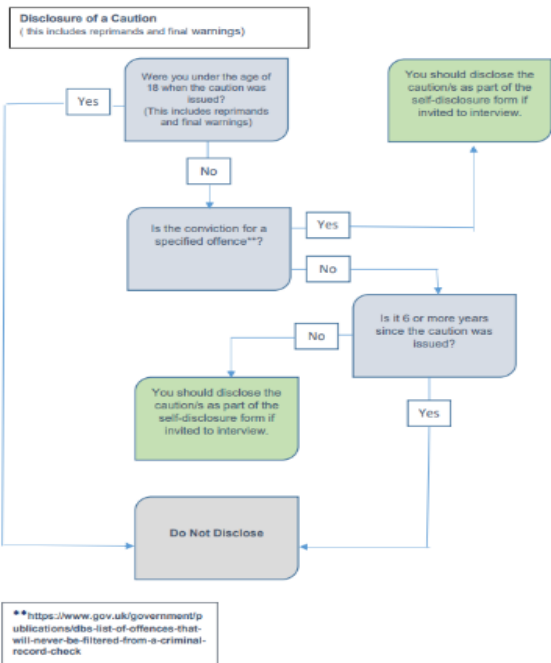 Disclosure of a Caution
( this includes reprimands and final warnings)
Were you under the age of
18 when the caution was
issued?
(This includes reprimands
and final warnings)
Yes
You should disclose the
caution/s as part of the
self-disclosure form if
invited to interview.
No
Is the conviction for a
specified offence**?
Yes
No
Is it 6 or more years
since the caution was
issued?
No
You should disclose the
caution/s as part of the
self-disclosure form if
invited to interview.
Yes
Do Not Disclose
**https://www.gov.uk/government/p
ublications/dbs-list-of-offences-that-
will-never-be-filtered-from-a-criminal-
record-check